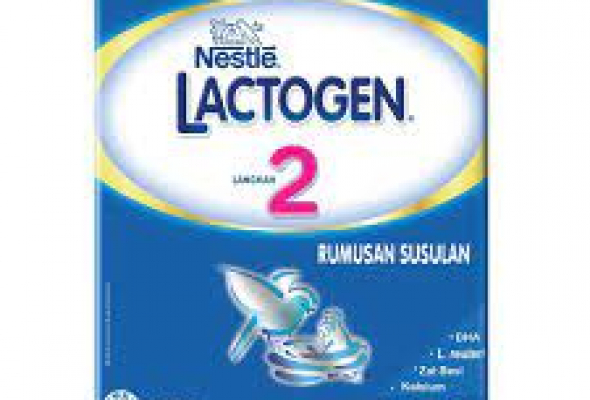 Nestlé
LACTOGEN®
LANGKAH
2
RUMUSAN SUSULAN
• DHA
• L. reuteri
• Zat Besi
• Kalsium